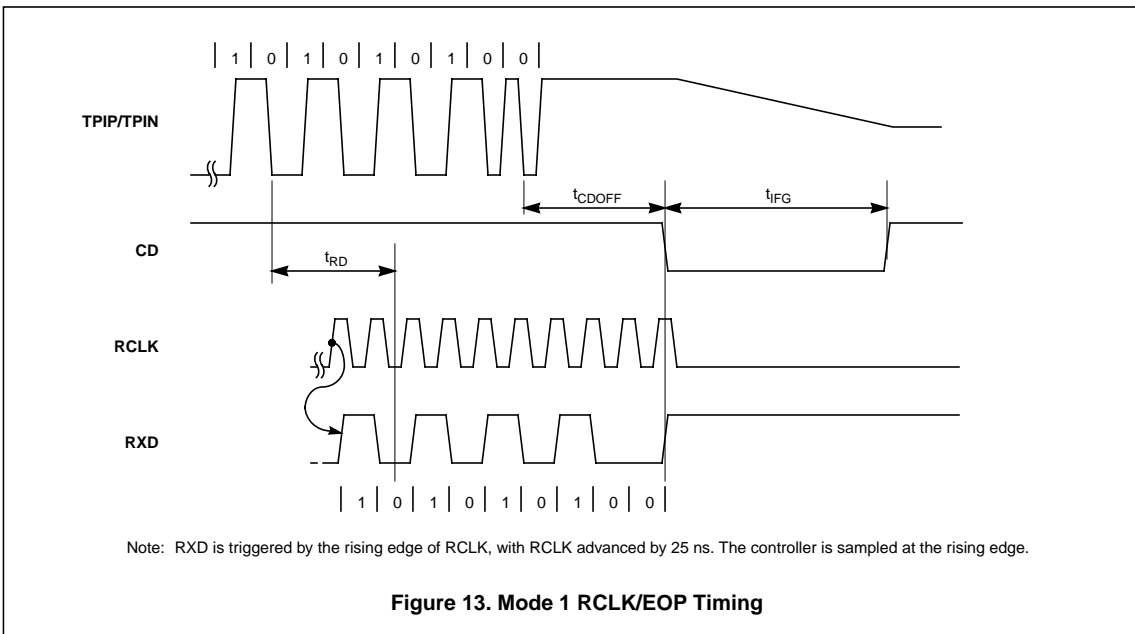 | 1 | 0 | 1 | 0 | 1 | 0 | 1 | 0 | 0 |
TPIP/TPIN
tCDOFF
tIFG
CD
tRD
RCLK
RXD
| 1 | 0 | 1 | 0 | 1 | 0 | 1 | 0 | 0 |
Note: RXD is triggered by the rising edge of RCLK, with RCLK advanced by 25 ns. The controller is sampled at the rising edge.
Figure 13. Mode 1 RCLK/EOP Timing